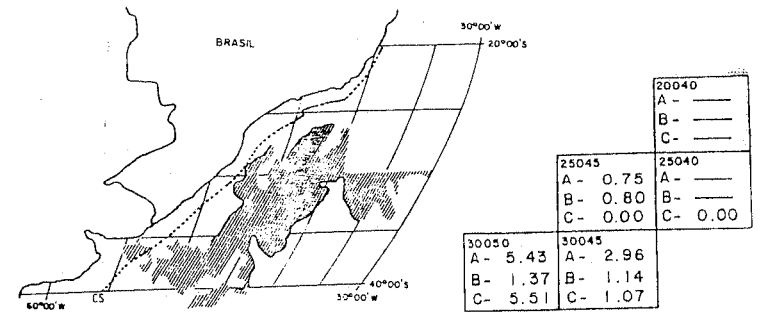 BRASIL
30°00'W
20°00'S
60°00'W
CS
30°00'W
40°00'S
20040
A - ——
B - ——
C - ——
25045
A - 0.75
B - 0.80
C - 0.00
25040
A - ——
B - ——
C - 0.00
30050
A - 5.43
B - 1.37
C - 5.51
30045
A - 2.96
B - 1.14
C - 1.07